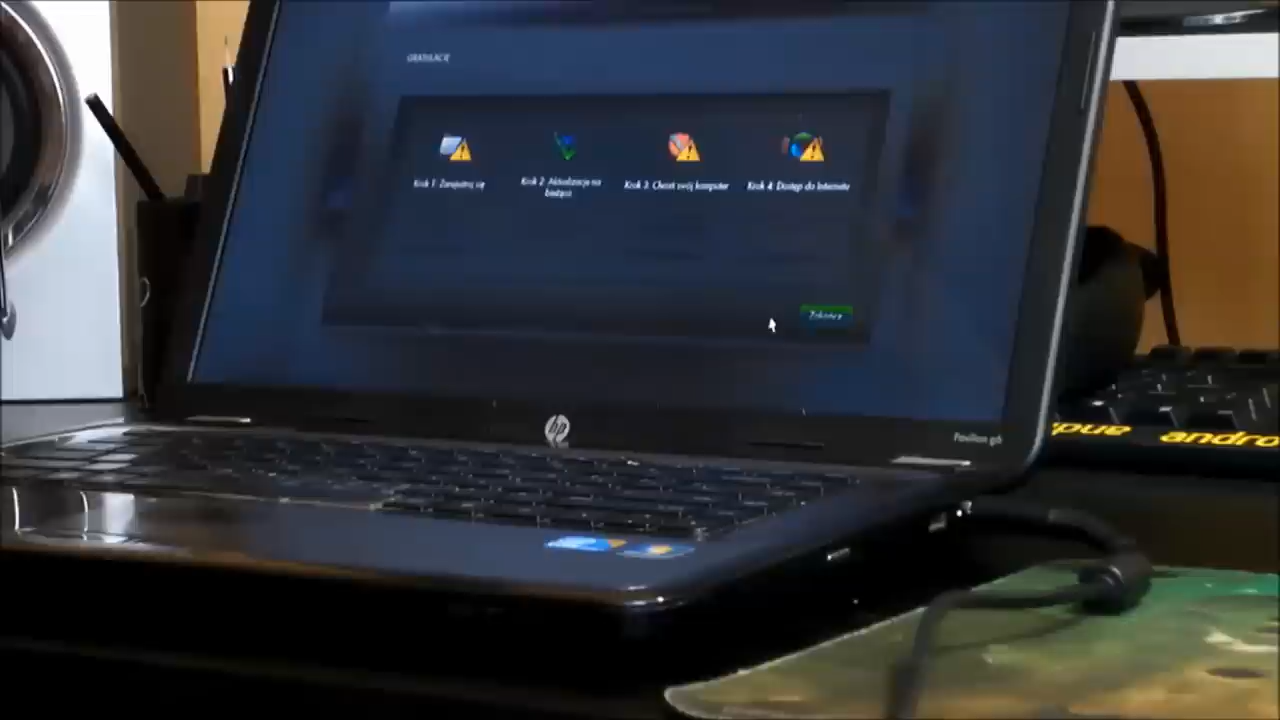 GRATULACJE
Krok 1: Zarejestruj się
Krok 2: Aktualizacje na
bieżąco
Krok 3: Chroń swój komputer
Krok 4: Dostęp do Internetu
Zakończ
hp
Pavilion g6
andro